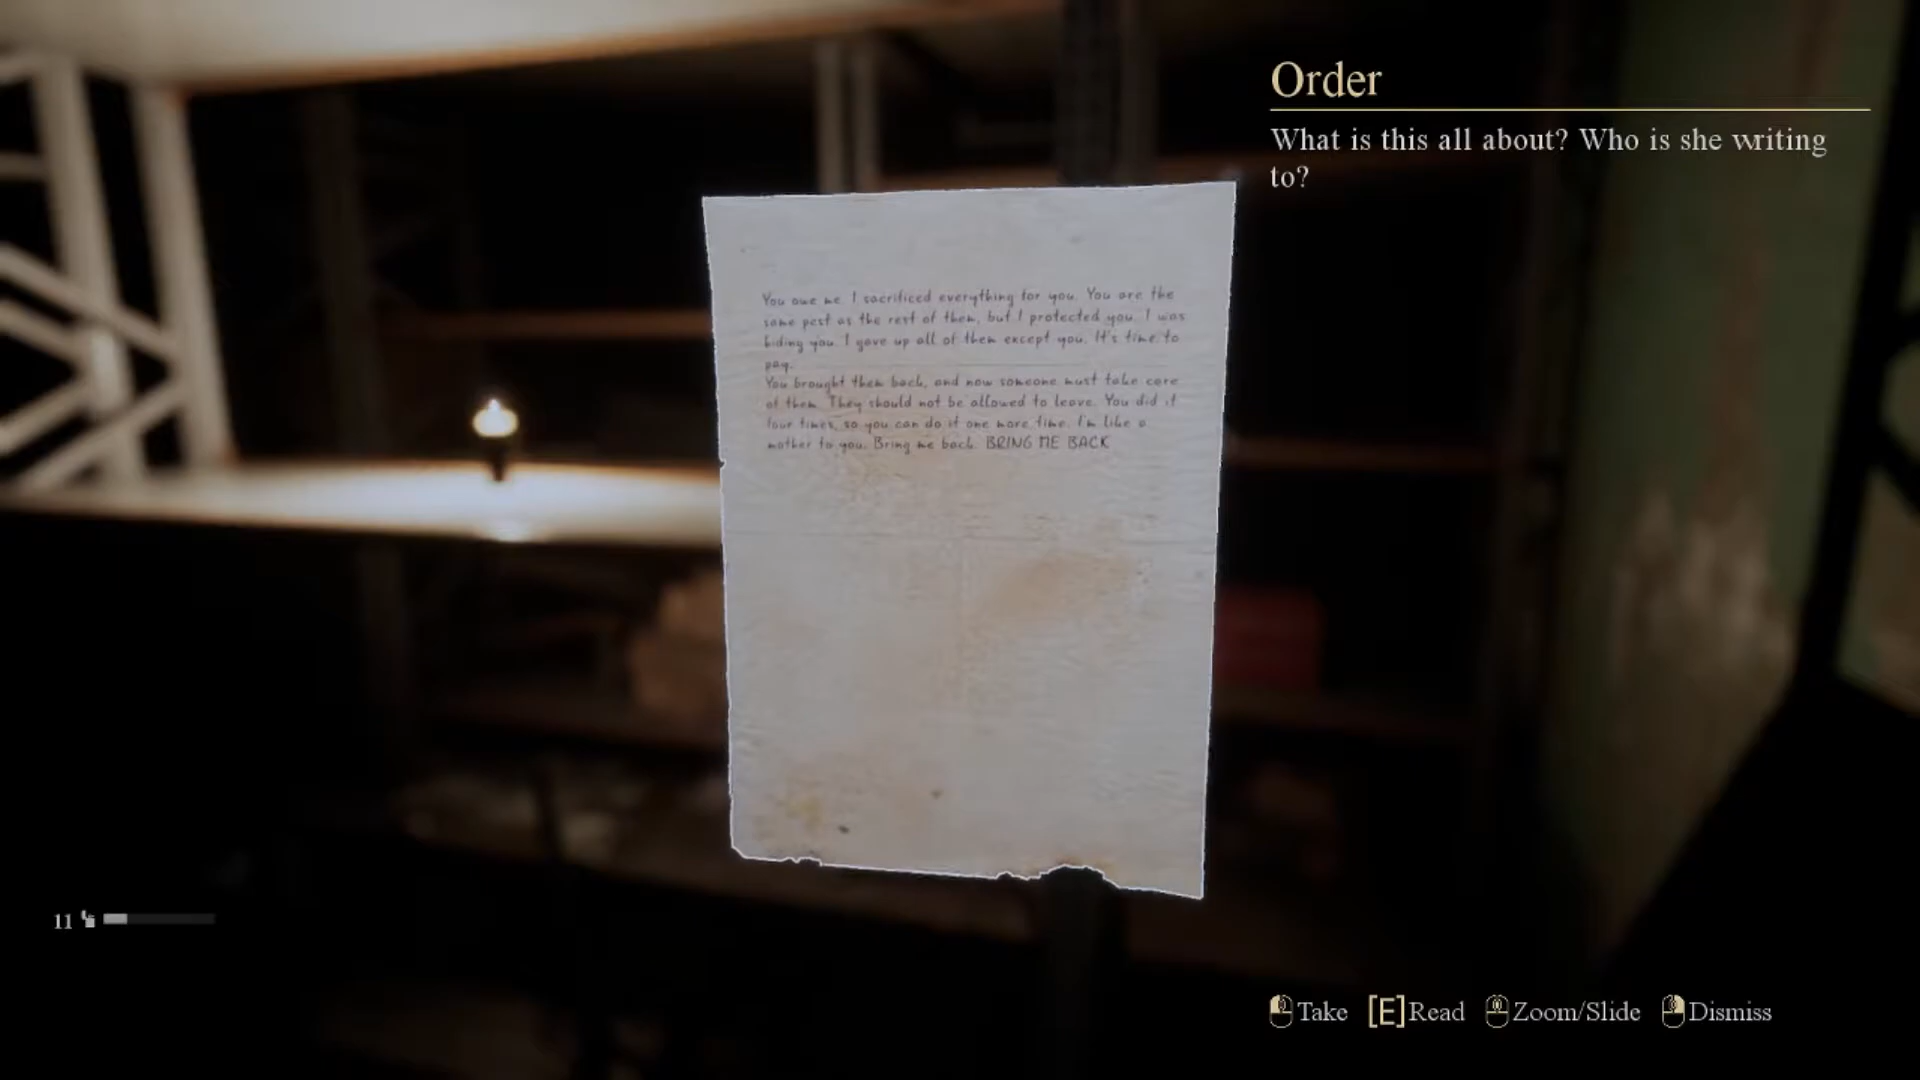 Order
What is this all about? Who is she writing
to?
You owe me. I sacrificed everything for you. You are the
same pest as the rest of them, but I protected you. I was
hiding you. I gave up all of them except you. It's time to
pay.
You brought them back, and now someone must take care
of them. They should not be allowed to leave. You did it
four times, so you can do it one more time. I'm like a
mother to you. Bring me back. BRING ME BACK
11
Take [E]Read Zoom/Slide Dismiss